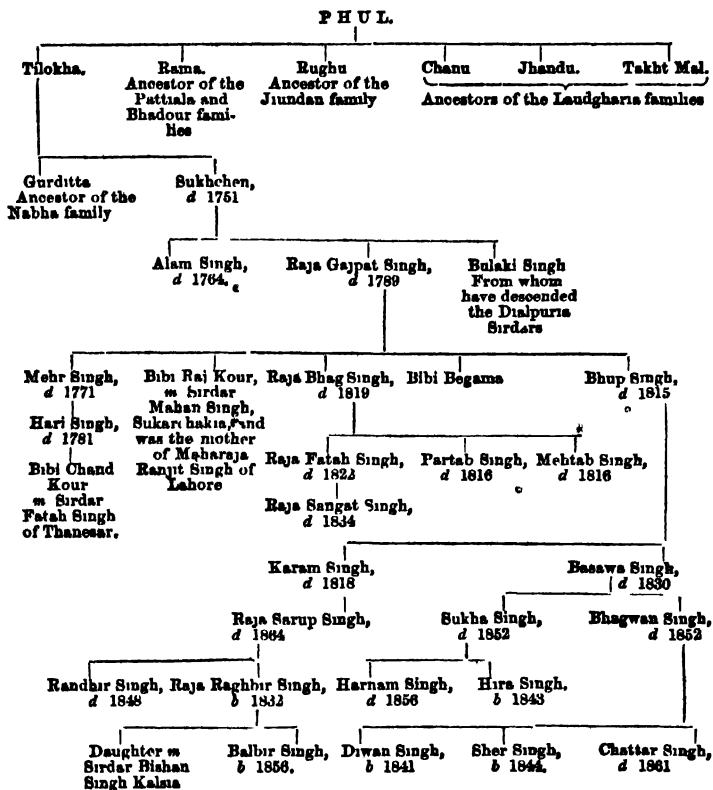 PHUL.
Tilokha. Rama. Rughu Chanu Jhandu. Takht Mal.
Ancestor of the Ancestor of the Ancestors of the Laudgharia families
Pattiala and Jiundan family
Bhadour fami-
lies
Gurditta Sukhchen,
Ancestor of the d 1751
Nabha family
Alam Singh, Raja Gajpat Singh, Bulaki Singh
d 1764. d 1789 From whom
have descended
the Dialpuria
Sirdars
Mehr Singh, Bibi Raj Kour, Raja Bhag Singh, Bibi Begama Bhup Singh,
d 1771 m Sirdar d 1819 d 1815
Hari Singh, Mahan Singh,
d 1781 Sukarchakia, and
was the mother
Bibi Chand of Maharaja Raja Fatah Singh, Partab Singh, Mehtab Singh,
Kour Ranjit Singh of d 1822 d 1816 d 1816
m Sirdar Lahore
Fatah Singh Raja Sangat Singh,
of Thanesar. d 1834
Karam Singh, Basawa Singh,
d 1818 d 1830
Raja Sarup Singh, Sukha Singh, Bhagwan Singh,
d 1864 d 1852 d 1852
Randhir Singh, Raja Raghbir Singh, Harnam Singh, Hira Singh.
d 1848 b 1832 d 1856 b 1843
Daughter m Balbir Singh, Diwan Singh, Sher Singh, Chattar Singh,
Sirdar Bishan b 1856. b 1841 b 1844. d 1861
Singh Kalsia